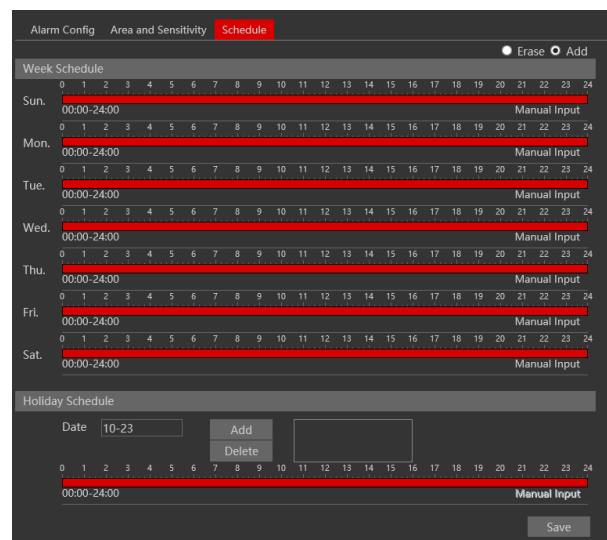 Alarm Config Area and Sensitivity Schedule
Erase Add
Week Schedule
0 1 2 3 4 5 6 7 8 9 10 11 12 13 14 15 16 17 18 19 20 21 22 23 24
Sun.
00:00-24:00 Manual Input
0 1 2 3 4 5 6 7 8 9 10 11 12 13 14 15 16 17 18 19 20 21 22 23 24
Mon.
00:00-24:00 Manual Input
0 1 2 3 4 5 6 7 8 9 10 11 12 13 14 15 16 17 18 19 20 21 22 23 24
Tue.
00:00-24:00 Manual Input
0 1 2 3 4 5 6 7 8 9 10 11 12 13 14 15 16 17 18 19 20 21 22 23 24
Wed.
00:00-24:00 Manual Input
0 1 2 3 4 5 6 7 8 9 10 11 12 13 14 15 16 17 18 19 20 21 22 23 24
Thu.
00:00-24:00 Manual Input
0 1 2 3 4 5 6 7 8 9 10 11 12 13 14 15 16 17 18 19 20 21 22 23 24
Fri.
00:00-24:00 Manual Input
0 1 2 3 4 5 6 7 8 9 10 11 12 13 14 15 16 17 18 19 20 21 22 23 24
Sat.
00:00-24:00 Manual Input
Holiday Schedule
Date 10-23 Add
Delete
0 1 2 3 4 5 6 7 8 9 10 11 12 13 14 15 16 17 18 19 20 21 22 23 24
00:00-24:00 Manual Input
Save